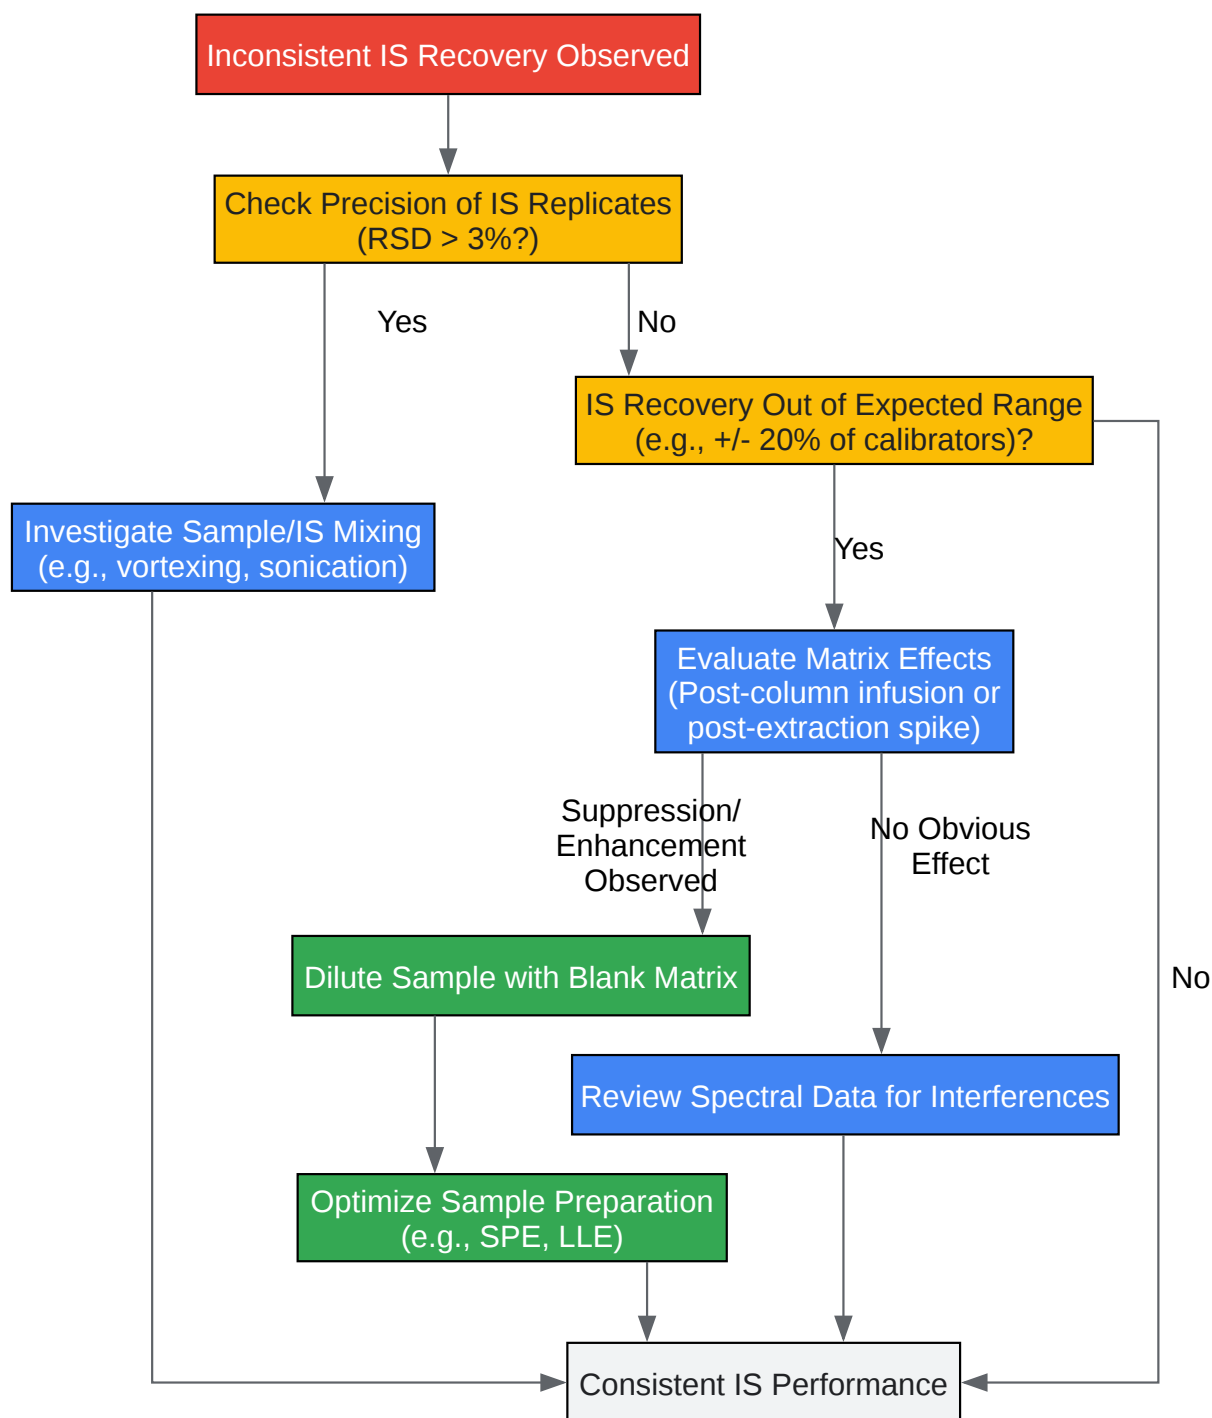 Inconsistent IS Recovery Observed
Check Precision of IS Replicates
(RSD > 3%?)
Yes
No
IS Recovery Out of Expected Range
(e.g., +/- 20% of calibrators)?
Investigate Sample/IS Mixing
(e.g., vortexing, sonication)
Yes
Evaluate Matrix Effects
(Post-column infusion or
post-extraction spike)
Suppression/
Enhancement
Observed
No Obvious
Effect
Dilute Sample with Blank Matrix
No
Review Spectral Data for Interferences
Optimize Sample Preparation
(e.g., SPE, LLE)
Consistent IS Performance